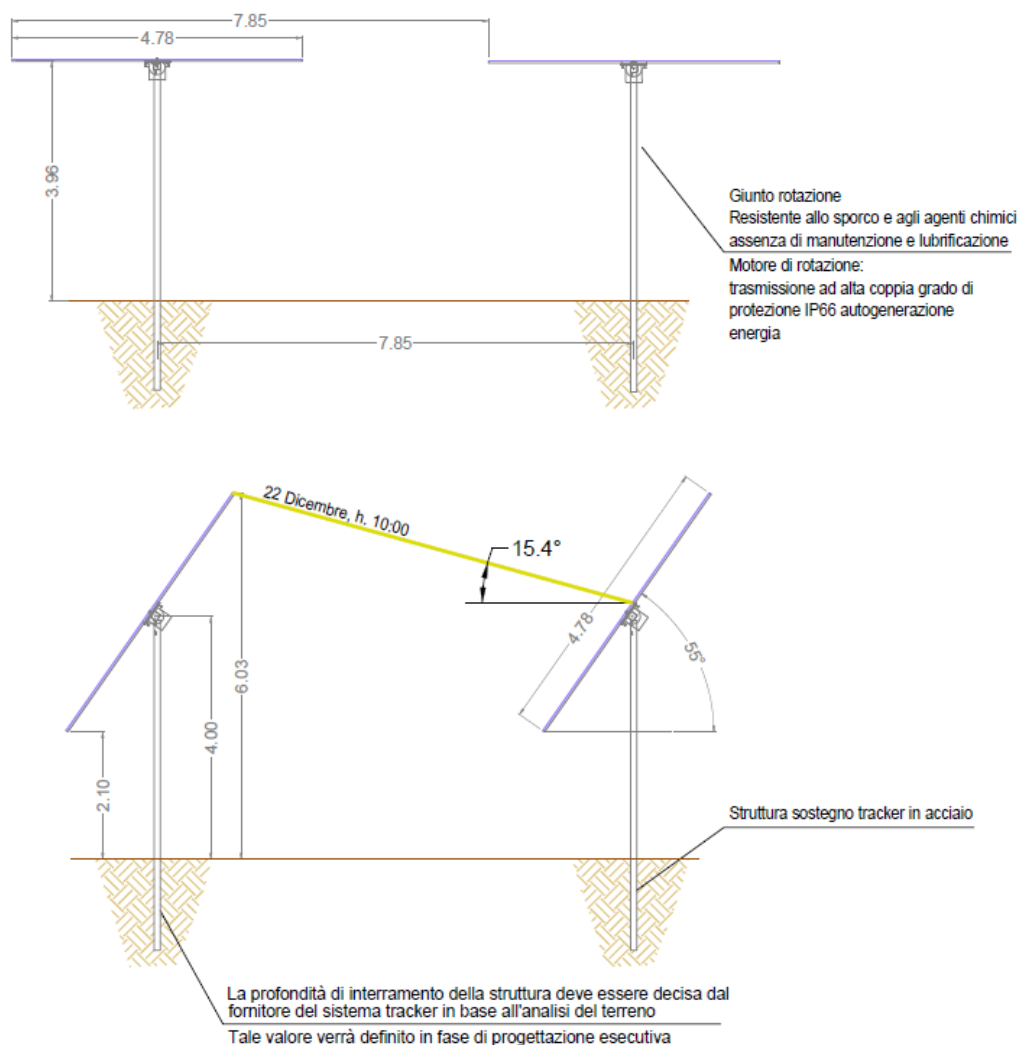 7.85
4.78
3.96
Giunto rotazione
Resistente allo sporco e agli agenti chimici
assenza di manutenzione e lubrificazione
Motore di rotazione:
trasmissione ad alta coppia grado di
protezione IP66 autogenerazione
energia
7.85
22 Dicembre, h. 10:00
15.4°
4.78
55°
6.03
4.00
2.10
Struttura sostegno tracker in acciaio
La profondità di interramento della struttura deve essere decisa dal
fornitore del sistema tracker in base all'analisi del terreno
Tale valore verrà definito in fase di progettazione esecutiva